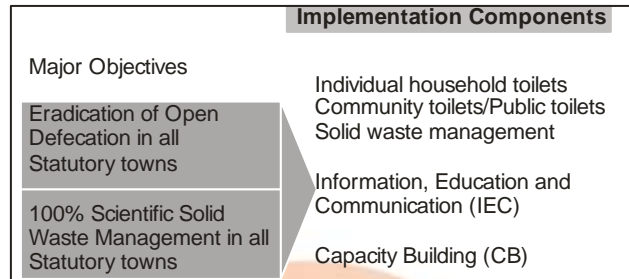 Implementation Components
Major Objectives
Eradication of Open
Defecation in all
Statutory towns
100% Scientific Solid
Waste Management in all
Statutory towns
Individual household toilets
Community toilets/Public toilets
Solid waste management
Information, Education and
Communication (IEC)
Capacity Building (CB)